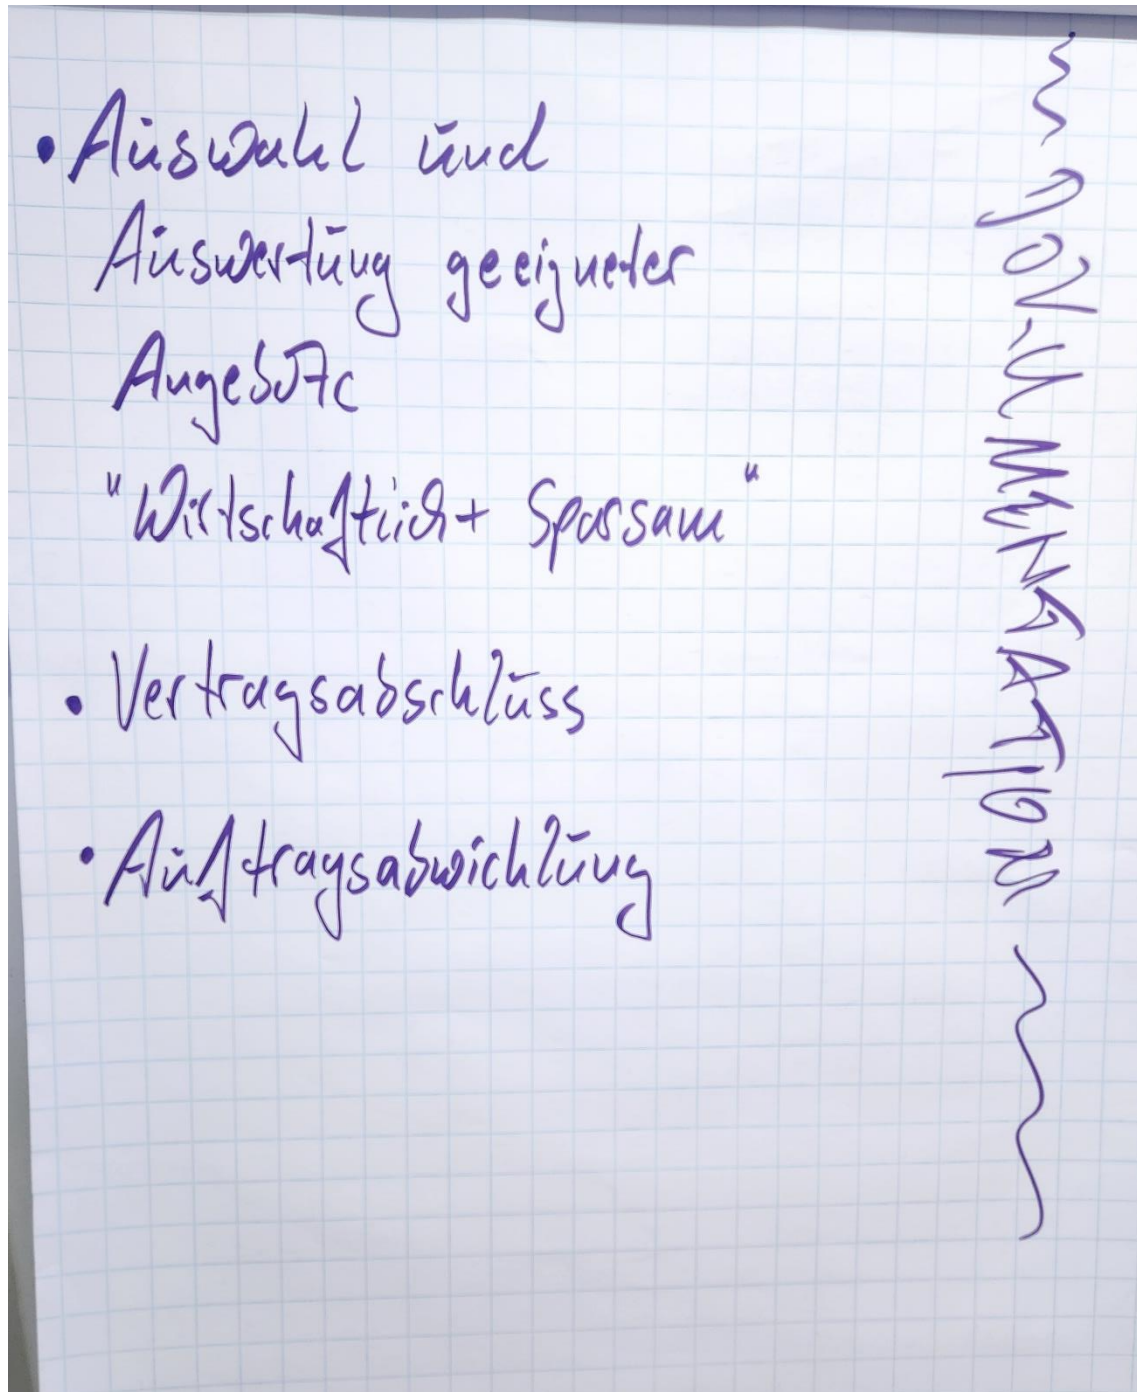 • Auswahl und
Auswertung geeigneter
Angebote
"Wirtschaftlich + Sparsam"
• Vertragsabschluss
• Auftragsabwicklung
DOKUMENTATION